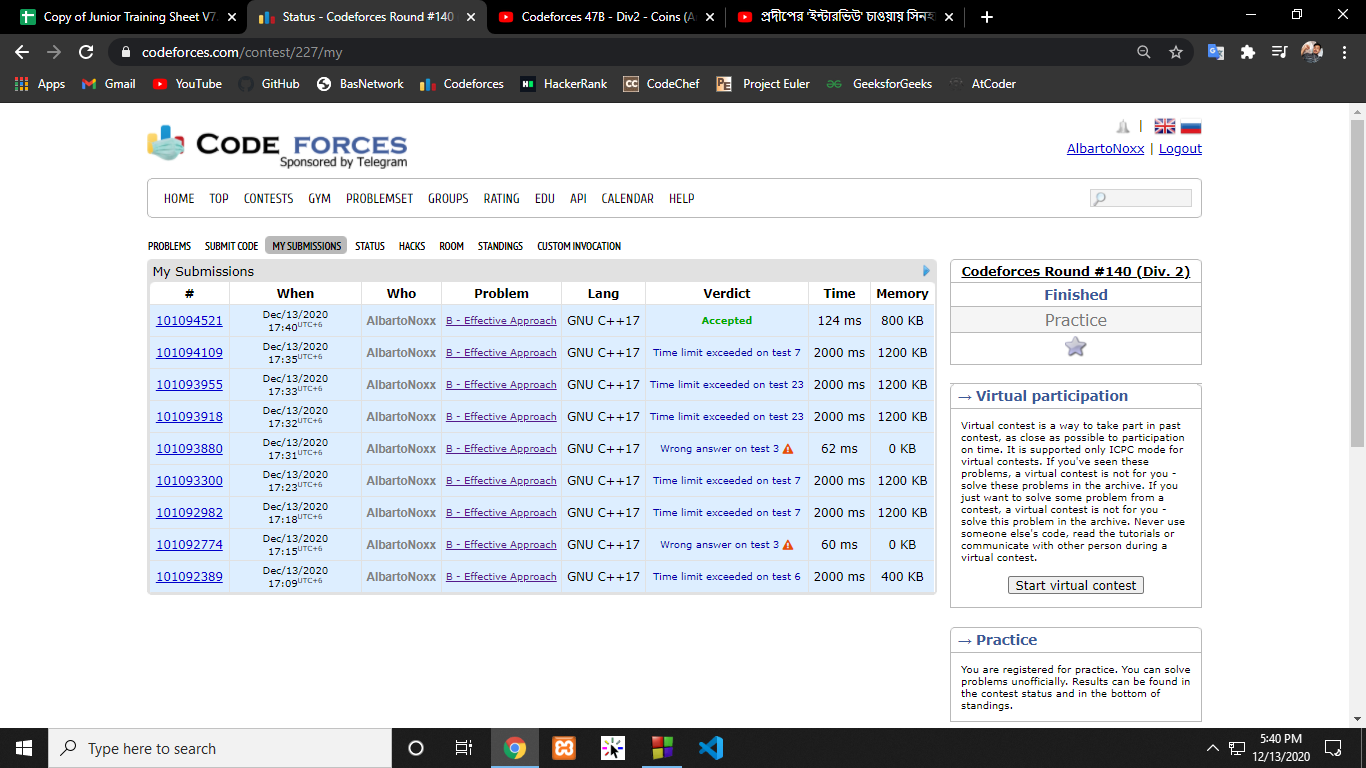 Copy of Junior Training Sheet V7.
Status - Codeforces Round #140
Codeforces 47B - Div2 - Coins (A
প্রদীপের 'ইন্টারভিউ' চাওয়ায় সিনহা
codeforces.com/contest/227/my
Apps Gmail YouTube GitHub BasNetwork Codeforces HackerRank CodeChef Project Euler GeeksforGeeks AtCoder
CODE FORCES
Sponsored by Telegram
AlbartoNoxx | Logout
HOME TOP CONTESTS GYM PROBLEMSET GROUPS RATING EDU API CALENDAR HELP
PROBLEMS SUBMIT CODE MY SUBMISSIONS STATUS HACKS ROOM STANDINGS CUSTOM INVOCATION
My Submissions
# When Who Problem Lang Verdict Time Memory
101094521 Dec/13/2020 17:40UTC+6 AlbartoNoxx B - Effective Approach GNU C++17 Accepted 124 ms 800 KB
101094109 Dec/13/2020 17:35UTC+6 AlbartoNoxx B - Effective Approach GNU C++17 Time limit exceeded on test 7 2000 ms 1200 KB
101093955 Dec/13/2020 17:33UTC+6 AlbartoNoxx B - Effective Approach GNU C++17 Time limit exceeded on test 23 2000 ms 1200 KB
101093918 Dec/13/2020 17:32UTC+6 AlbartoNoxx B - Effective Approach GNU C++17 Time limit exceeded on test 23 2000 ms 1200 KB
101093880 Dec/13/2020 17:31UTC+6 AlbartoNoxx B - Effective Approach GNU C++17 Wrong answer on test 3 62 ms 0 KB
101093300 Dec/13/2020 17:23UTC+6 AlbartoNoxx B - Effective Approach GNU C++17 Time limit exceeded on test 7 2000 ms 1200 KB
101092982 Dec/13/2020 17:18UTC+6 AlbartoNoxx B - Effective Approach GNU C++17 Time limit exceeded on test 7 2000 ms 1200 KB
101092774 Dec/13/2020 17:15UTC+6 AlbartoNoxx B - Effective Approach GNU C++17 Wrong answer on test 3 60 ms 0 KB
101092389 Dec/13/2020 17:09UTC+6 AlbartoNoxx B - Effective Approach GNU C++17 Time limit exceeded on test 6 2000 ms 400 KB
Codeforces Round #140 (Div. 2)
Finished
Practice
→ Virtual participation
Virtual contest is a way to take part in past
contest, as close as possible to participation
on time. It is supported only ICPC mode for
virtual contests. If you've seen these
problems, a virtual contest is not for you -
solve these problems in the archive. If you
just want to solve some problem from a
contest, a virtual contest is not for you -
solve this problem in the archive. Never use
someone else's code, read the tutorials or
communicate with other person during a
virtual contest.
Start virtual contest
→ Practice
You are registered for practice. You can solve
problems unofficially. Results can be found in
the contest status and in the bottom of
standings.
Type here to search
5:40 PM
12/13/2020